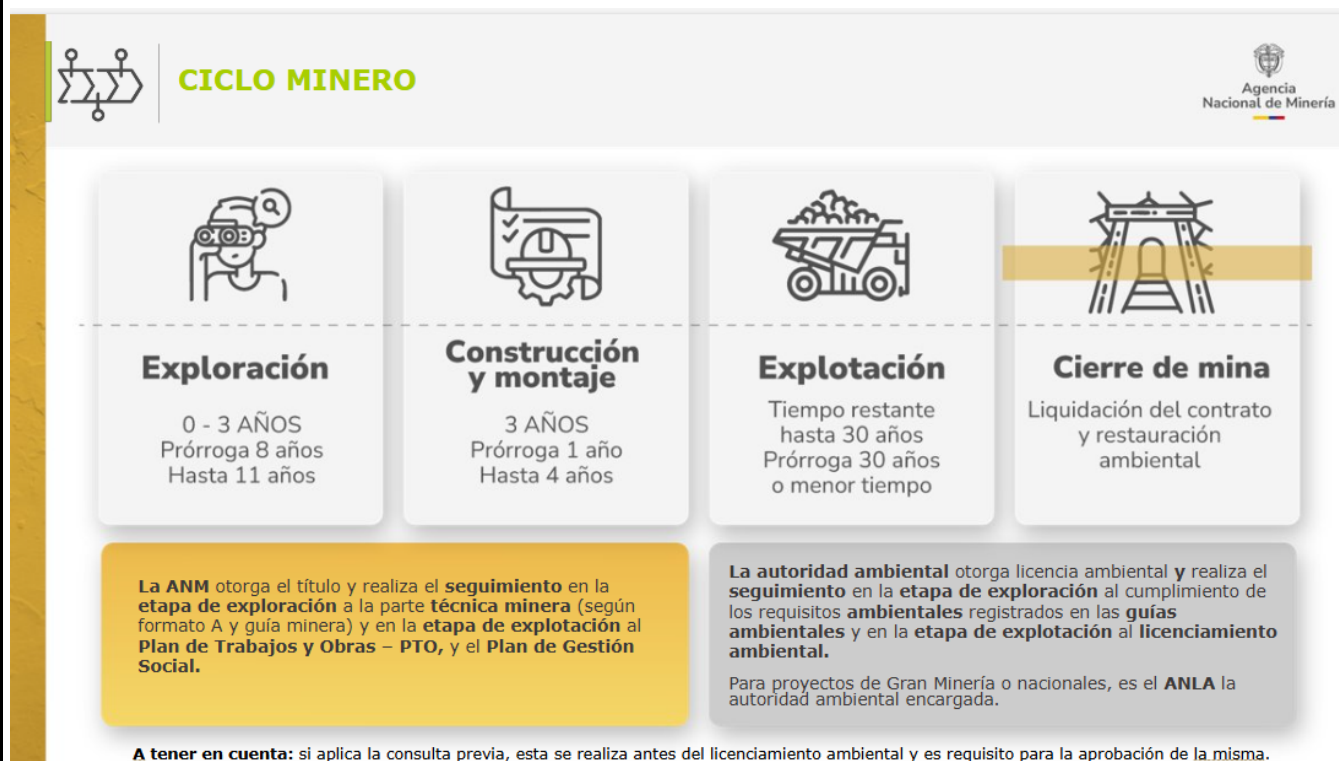 CICLO MINERO
Agencia
Nacional de Minería
Exploración
0 - 3 AÑOS
Prórroga 8 años
Hasta 11 años
Construcción
y montaje
3 AÑOS
Prórroga 1 año
Hasta 4 años
Explotación
Tiempo restante
hasta 30 años
Prórroga 30 años
o menor tiempo
Cierre de mina
Liquidación del contrato
y restauración
ambiental
La ANM otorga el título y realiza el seguimiento en la
etapa de exploración a la parte técnica minera (según
formato A y guía minera) y en la etapa de explotación al
Plan de Trabajos y Obras – PTO, y el Plan de Gestión
Social.
La autoridad ambiental otorga licencia ambiental y realiza el
seguimiento en la etapa de exploración al cumplimiento de
los requisitos ambientales registrados en las guías
ambientales y en la etapa de explotación al licenciamiento
ambiental.
Para proyectos de Gran Minería o nacionales, es el ANLA la
autoridad ambiental encargada.
A tener en cuenta: si aplica la consulta previa, esta se realiza antes del licenciamiento ambiental y es requisito para la aprobación de la misma.